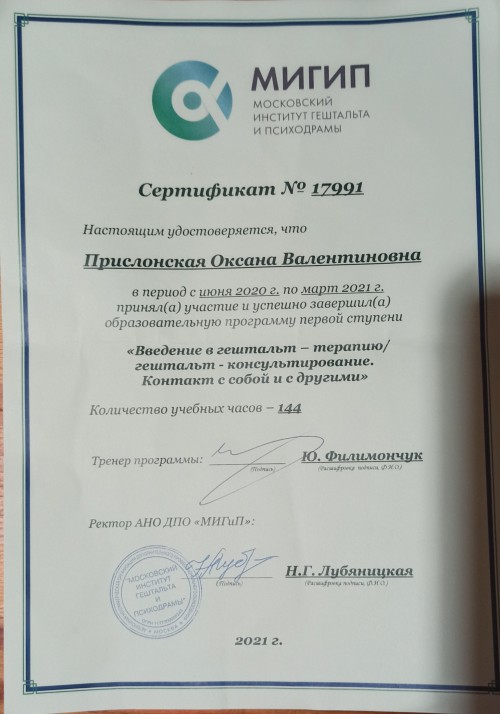 МИГИП
МОСКОВСКИЙ
ИНСТИТУТ ГЕШТАЛЬТА
И ПСИХОДРАМЫ
Сертификат № 17991
Настоящим удостоверяется, что
Прислонская Оксана Валентиновна
в период с июня 2020 г. по март 2021 г.
принял(а) участие и успешно завершил(а)
образовательную программу первой ступени
«Введение в гештальт – терапию/
гештальт - консультирование.
Контакт с собой и с другими»
Количество учебных часов – 144
Тренер программы: Ю. Филимончук
(Подпись) (Расшифровка подписи, Ф.И.О.)
Ректор АНО ДПО «МИГиП»:
Н.Г. Лубяницкая
(Подпись) (Расшифровка подписи, Ф.И.О.)
"МОСКОВСКИЙ
ИНСТИТУТ
ГЕШТАЛЬТА
И
ПСИХОДРАМЫ"
2021 г.